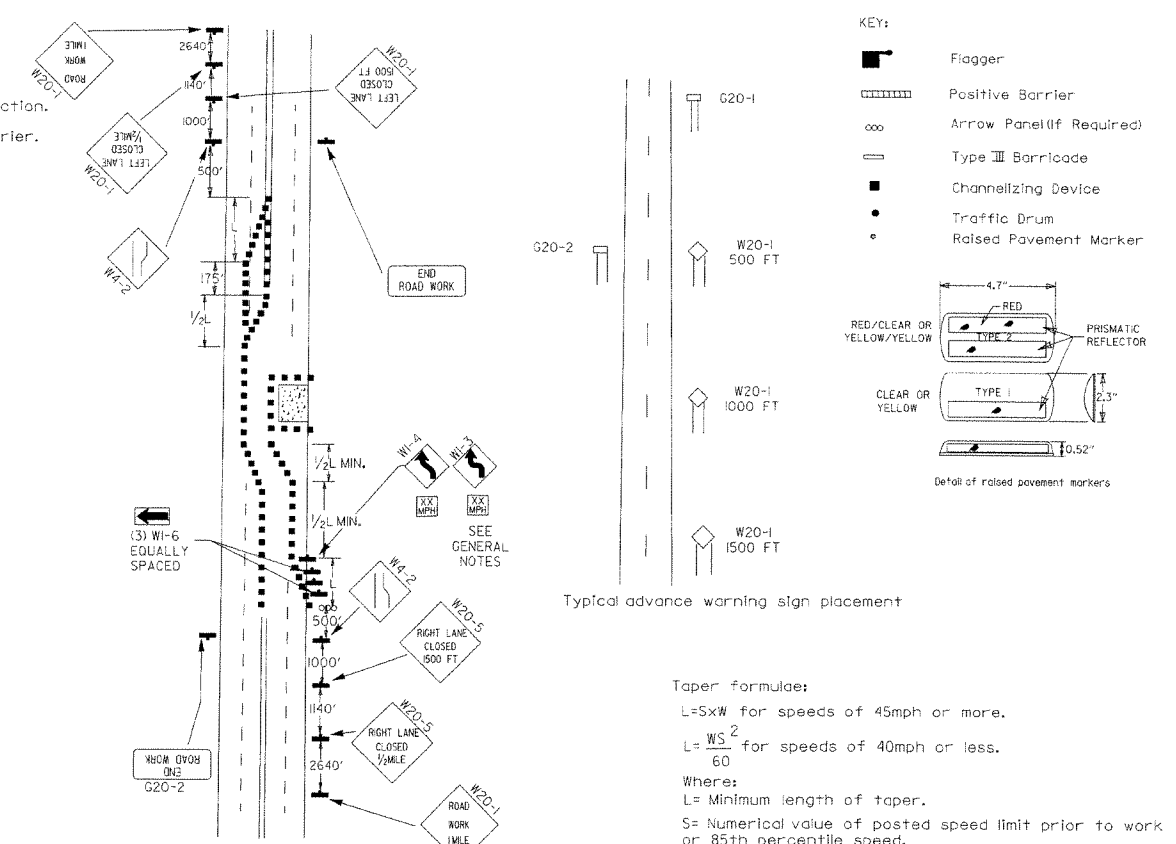 ction.
rier.
ROAD
WORK
1MILE
W20-1
2640'
1140'
1000'
500'
LEFT LANE
CLOSED
1500 FT
W20-1
LEFT LANE
CLOSED
½MILE
W20-1
W4-2
L
175'
½L
END
ROAD WORK
½L MIN.
½L MIN.
W1-4
W1-3
XX
MPH
XX
MPH
SEE
GENERAL
NOTES
(3) W1-6
EQUALLY
SPACED
L
500'
W4-2
1000'
W20-5
RIGHT LANE
CLOSED
1500 FT
1140'
W20-5
RIGHT LANE
CLOSED
½MILE
2640'
W20-1
ROAD
WORK
1MILE
END
ROAD WORK
G20-2
G20-1
G20-2
W20-1
500 FT
W20-1
1000 FT
W20-1
1500 FT
Typical advance warning sign placement
KEY:
Flagger
Positive Barrier
Arrow Panel(If Required)
Type III Barricade
Channelizing Device
Traffic Drum
Raised Pavement Marker
4.7"
RED
RED/CLEAR OR
YELLOW/YELLOW
TYPE 2
PRISMATIC
REFLECTOR
CLEAR OR
YELLOW
TYPE 1
2.3"
0.52"
Detail of raised pavement markers
Taper formulae:
L=SxW for speeds of 45mph or more.
L= WS²/60 for speeds of 40mph or less.
Where:
L= Minimum length of taper.
S= Numerical value of posted speed limit prior to work
or 85th percentile speed.